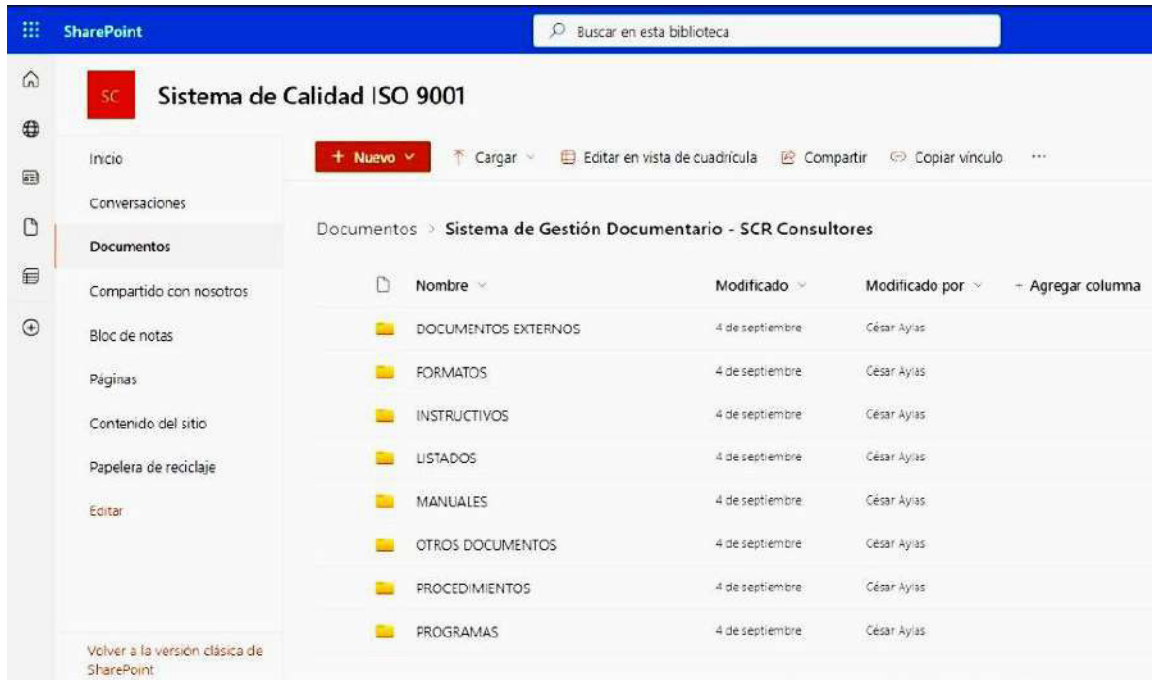 SharePoint
Buscar en esta biblioteca
SC
Sistema de Calidad ISO 9001
Inicio
Conversaciones
Documentos
Compartido con nosotros
Bloc de notas
Páginas
Contenido del sitio
Papelera de reciclaje
Editar
Volver a la versión clásica de
SharePoint
+ Nuevo
Cargar
Editar en vista de cuadrícula
Compartir
Copiar vínculo
...
Documentos > Sistema de Gestión Documentario - SCR Consultores
Nombre Modificado Modificado por + Agregar columna
DOCUMENTOS EXTERNOS 4 de septiembre César Aylas
FORMATOS 4 de septiembre César Aylas
INSTRUCTIVOS 4 de septiembre César Aylas
LISTADOS 4 de septiembre César Aylas
MANUALES 4 de septiembre César Aylas
OTROS DOCUMENTOS 4 de septiembre César Aylas
PROCEDIMIENTOS 4 de septiembre César Aylas
PROGRAMAS 4 de septiembre César Aylas